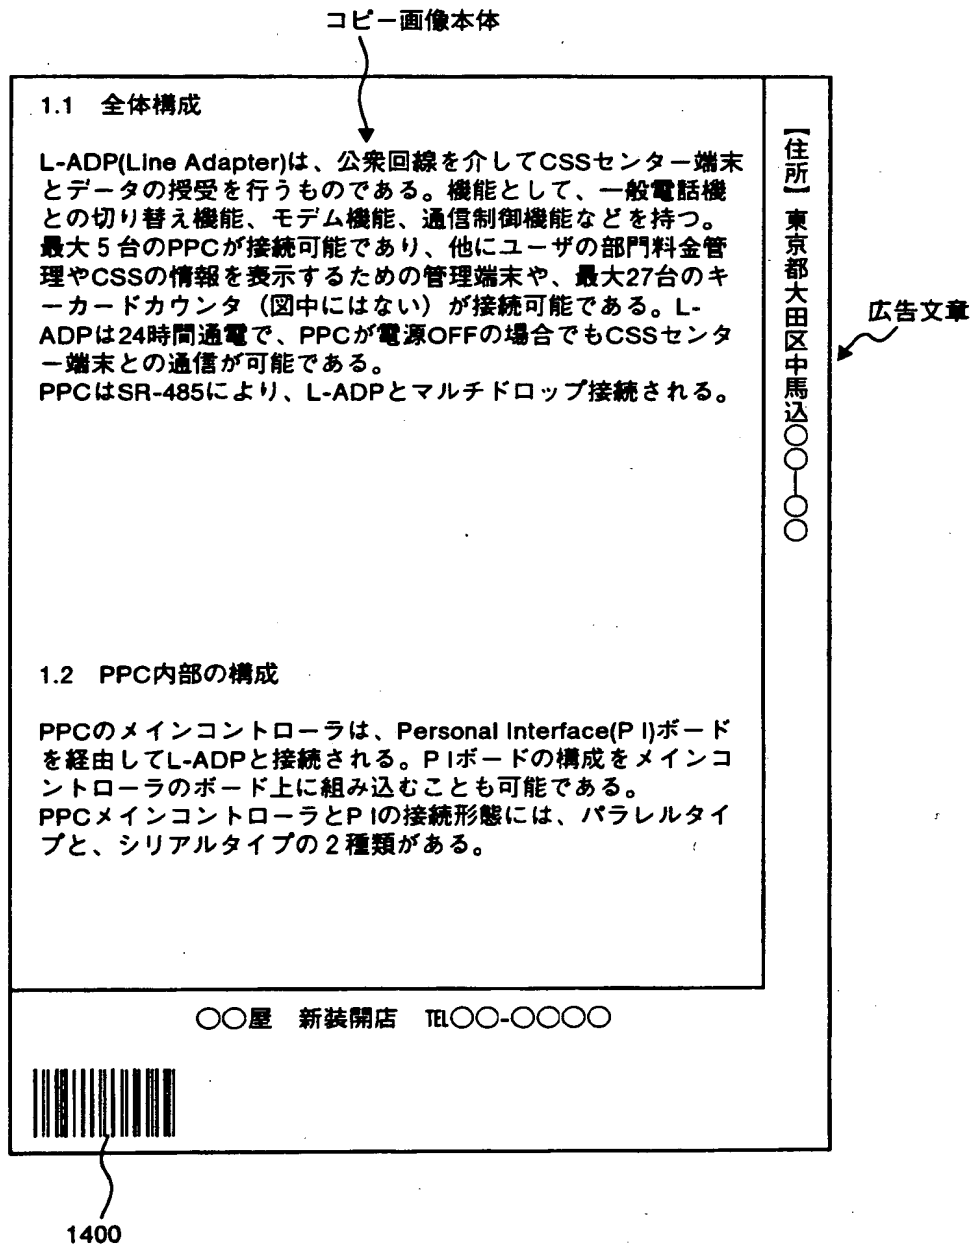 コピー画像本体
1.1 全体構成
L-ADP(Line Adapter)は、公衆回線を介してCSSセンター端末
とデータの授受を行うものである。機能として、一般電話機
との切り替え機能、モデム機能、通信制御機能などを持つ。
最大５台のPPCが接続可能であり、他にユーザの部門料金管
理やCSSの情報を表示するための管理端末や、最大27台のキ
ーカードカウンタ（図中にはない）が接続可能である。L-
ADPは24時間通電で、PPCが電源OFFの場合でもCSSセンタ
ー端末との通信が可能である。
PPCはSR-485により、L-ADPとマルチドロップ接続される。
1.2 PPC内部の構成
PPCのメインコントローラは、Personal Interface(P I)ボード
を経由してL-ADPと接続される。P Iボードの構成をメインコ
ントローラのボード上に組み込むことも可能である。
PPCメインコントローラとP Iの接続形態には、パラレルタイ
プと、シリアルタイプの２種類がある。
【住所】東京都大田区中馬込〇〇―〇〇
広告文章
〇〇屋 新装開店 TEL〇〇-〇〇〇〇
1400